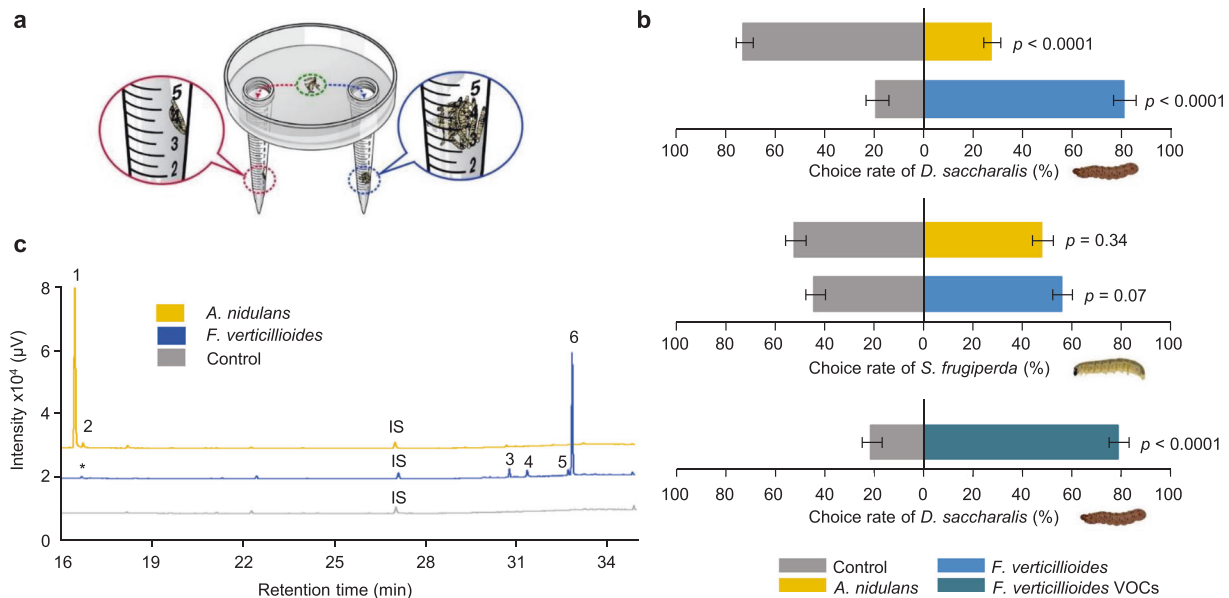 a
5
3
2
5
3
2
b
p < 0.0001
p < 0.0001
100 80 60 40 20 0 20 40 60 80 100
Choice rate of D. saccharalis (%)
p = 0.34
p = 0.07
100 80 60 40 20 0 20 40 60 80 100
Choice rate of S. frugiperda (%)
p < 0.0001
100 80 60 40 20 0 20 40 60 80 100
Choice rate of D. saccharalis (%)
Control
A. nidulans
F. verticillioides
F. verticillioides VOCs
c
Intensity x10⁴ (µV)
8
6
4
2
0
1
2
IS
*
IS
3
4
5
6
IS
A. nidulans
F. verticillioides
Control
16 19 22 25 28 31 34
Retention time (min)